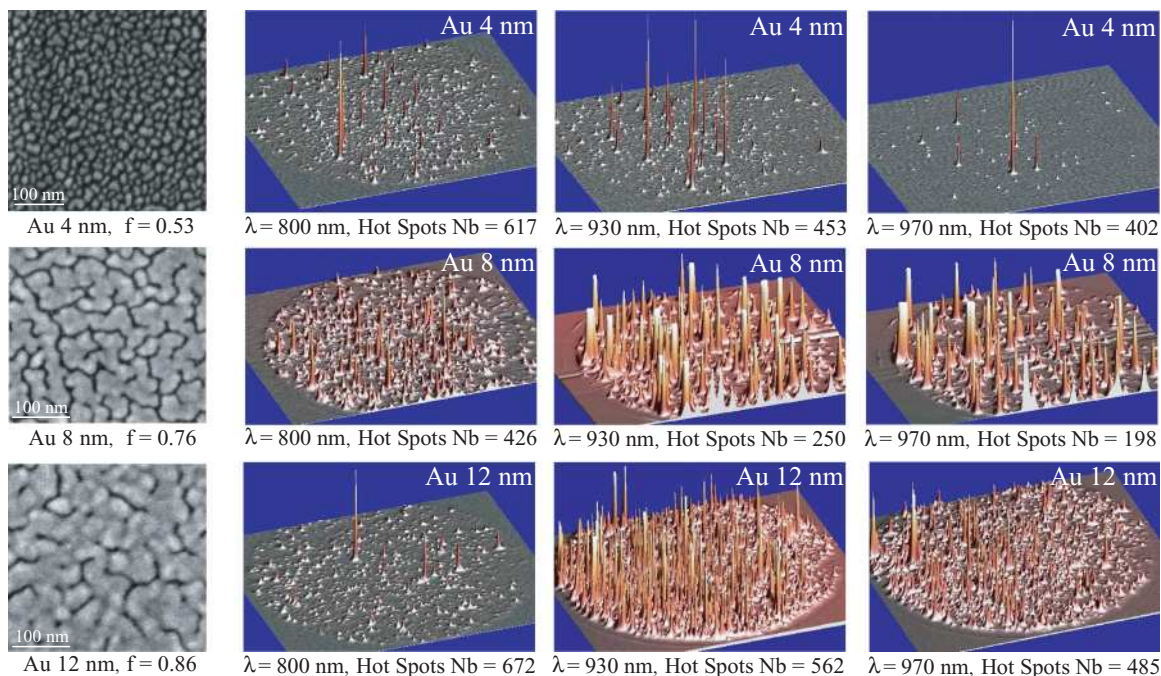 Au 4 nm
Au 4 nm
Au 4 nm
100 nm
Au 4 nm, f = 0.53
λ = 800 nm, Hot Spots Nb = 617
λ = 930 nm, Hot Spots Nb = 453
λ = 970 nm, Hot Spots Nb = 402
Au 8 nm
Au 8 nm
Au 8 nm
100 nm
Au 8 nm, f = 0.76
λ = 800 nm, Hot Spots Nb = 426
λ = 930 nm, Hot Spots Nb = 250
λ = 970 nm, Hot Spots Nb = 198
Au 12 nm
Au 12 nm
Au 12 nm
100 nm
Au 12 nm, f = 0.86
λ = 800 nm, Hot Spots Nb = 672
λ = 930 nm, Hot Spots Nb = 562
λ = 970 nm, Hot Spots Nb = 485